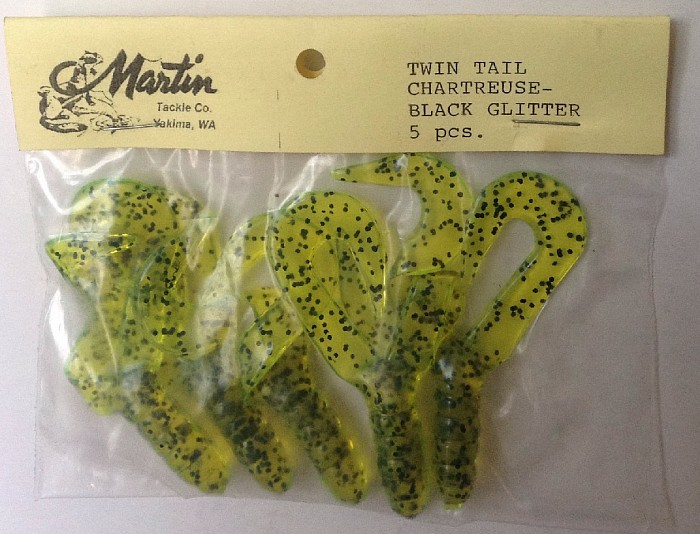 Martin
Tackle Co.
Yakima, WA
TWIN TAIL
CHARTREUSE-
BLACK GLITTER
5 pcs.